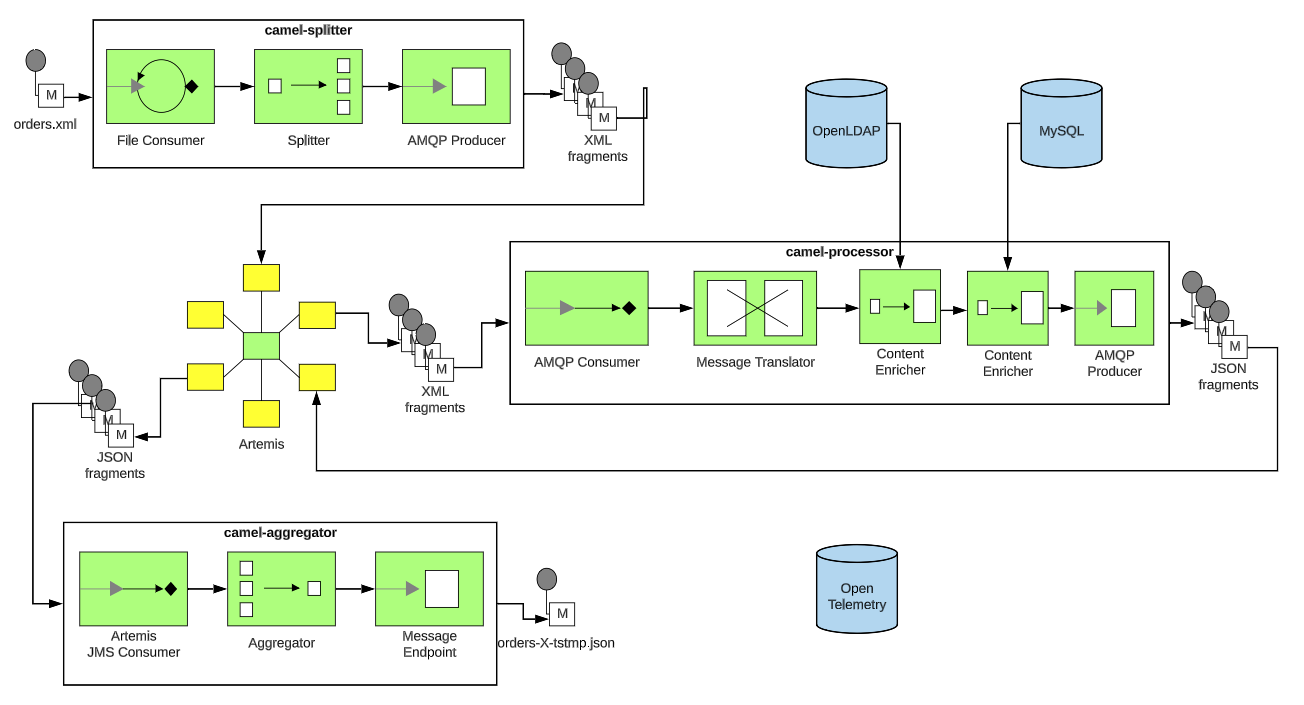 camel-splitter
M
orders.xml
File Consumer
Splitter
AMQP Producer
M
M
M
XML
fragments
OpenLDAP
MySQL
camel-processor
AMQP Consumer
Message Translator
Content
Enricher
Content
Enricher
AMQP
Producer
M
M
M
JSON
fragments
M
M
M
XML
fragments
Artemis
M
M
M
JSON
fragments
camel-aggregator
Artemis
JMS Consumer
Aggregator
Message
Endpoint
M
orders-X-tstmp.json
Open
Telemetry